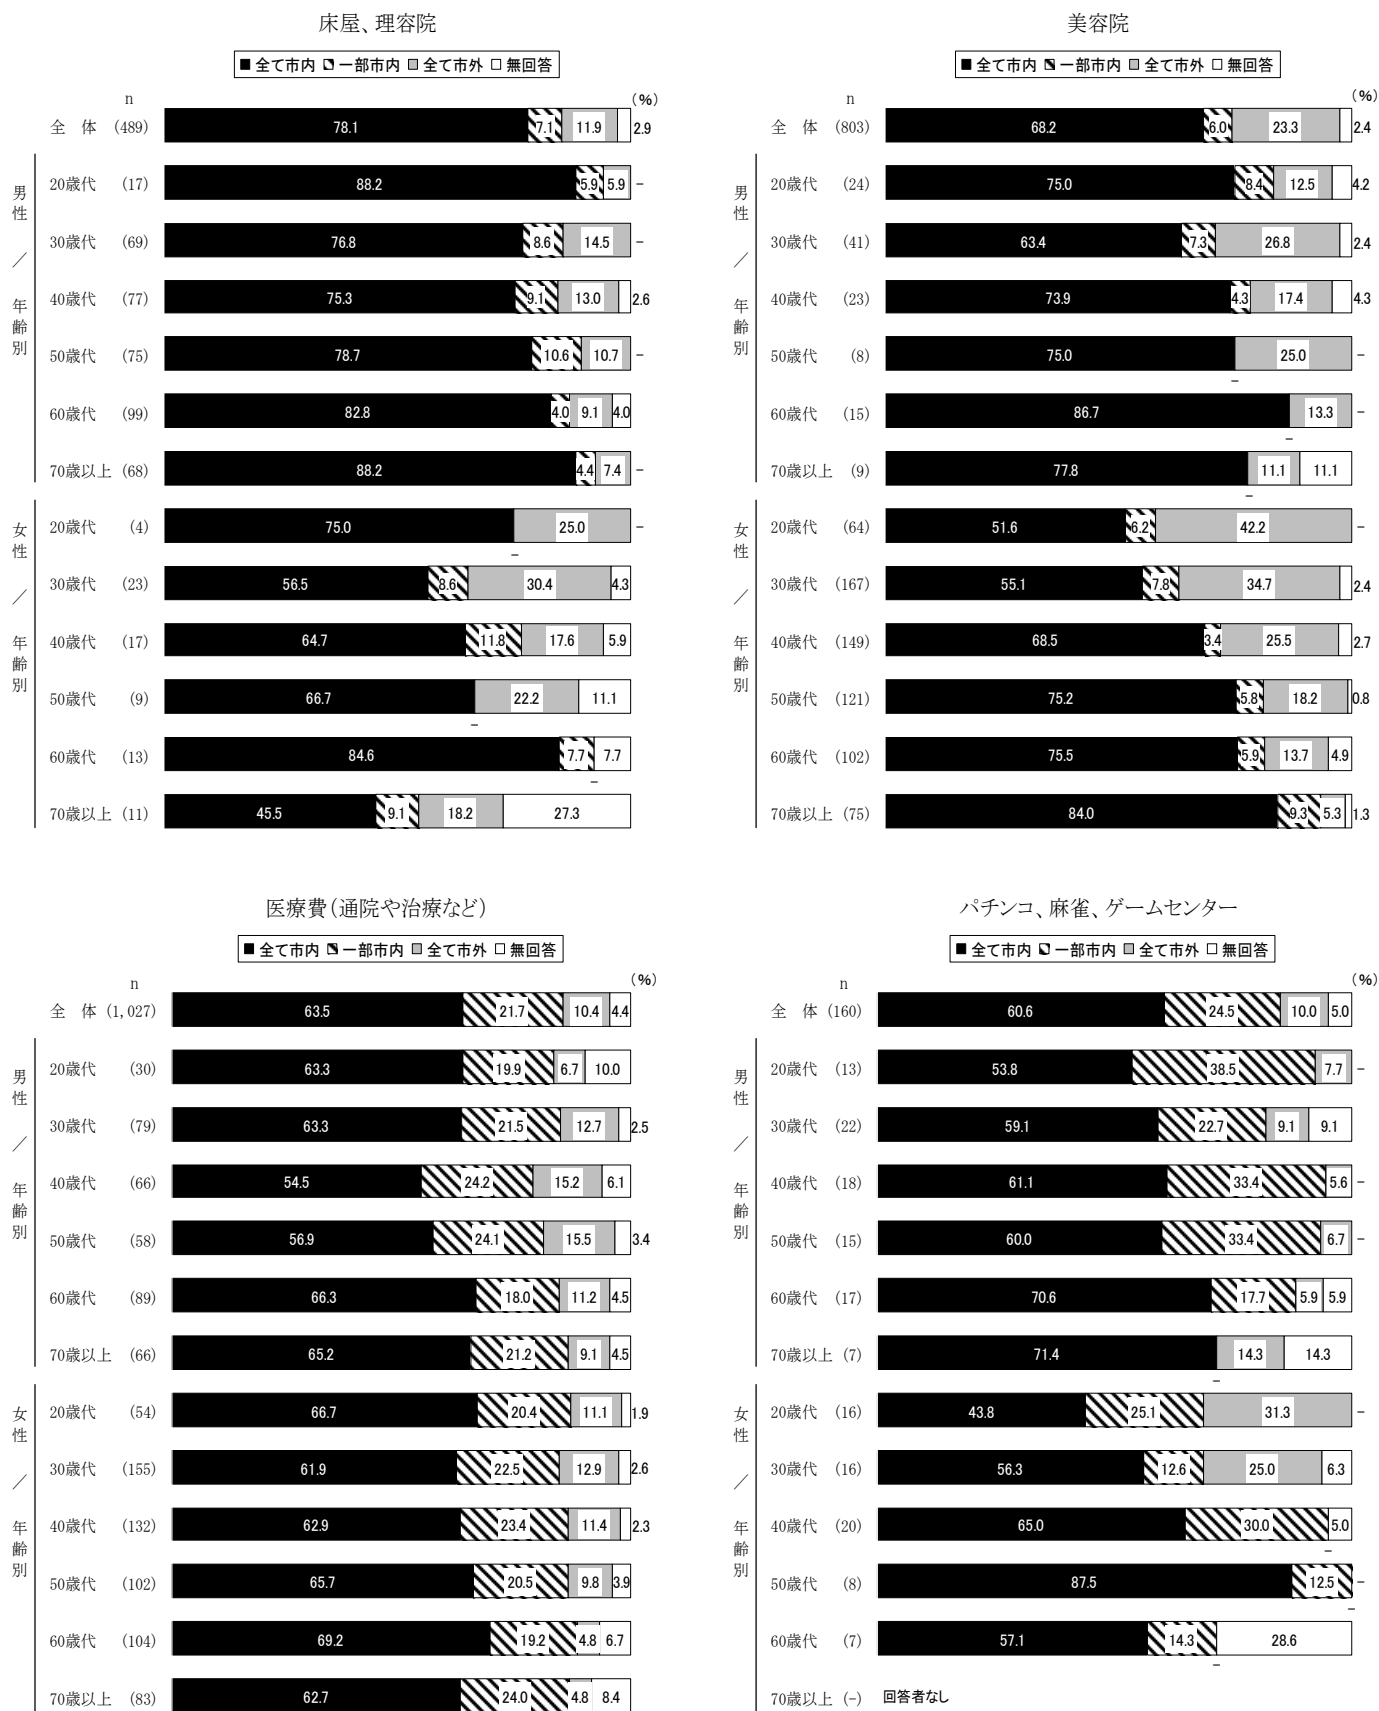 床屋、理容院
■ 全て市内 一部市内 全て市外 □ 無回答
n (%)
全 体 (489) 78.1 7.1 11.9 2.9
男性／年齢別
20歳代 (17) 88.2 5.9 5.9 −
30歳代 (69) 76.8 8.6 14.5 −
40歳代 (77) 75.3 9.1 13.0 2.6
50歳代 (75) 78.7 10.6 10.7 −
60歳代 (99) 82.8 4.0 9.1 4.0
70歳以上 (68) 88.2 4.4 7.4 −
女性／年齢別
20歳代 (4) 75.0 − 25.0 −
30歳代 (23) 56.5 8.6 30.4 4.3
40歳代 (17) 64.7 11.8 17.6 5.9
50歳代 (9) 66.7 − 22.2 11.1
60歳代 (13) 84.6 7.7 − 7.7
70歳以上 (11) 45.5 9.1 18.2 27.3
美容院
■ 全て市内 一部市内 全て市外 □ 無回答
n (%)
全 体 (803) 68.2 6.0 23.3 2.4
男性／年齢別
20歳代 (24) 75.0 8.4 12.5 4.2
30歳代 (41) 63.4 7.3 26.8 2.4
40歳代 (23) 73.9 4.3 17.4 4.3
50歳代 (8) 75.0 − 25.0 −
60歳代 (15) 86.7 − 13.3 −
70歳以上 (9) 77.8 − 11.1 11.1
女性／年齢別
20歳代 (64) 51.6 6.2 42.2 −
30歳代 (167) 55.1 7.8 34.7 2.4
40歳代 (149) 68.5 3.4 25.5 2.7
50歳代 (121) 75.2 5.8 18.2 0.8
60歳代 (102) 75.5 5.9 13.7 4.9
70歳以上 (75) 84.0 9.3 5.3 1.3
医療費（通院や治療など）
■ 全て市内 一部市内 全て市外 □ 無回答
n (%)
全 体 (1,027) 63.5 21.7 10.4 4.4
男性／年齢別
20歳代 (30) 63.3 19.9 6.7 10.0
30歳代 (79) 63.3 21.5 12.7 2.5
40歳代 (66) 54.5 24.2 15.2 6.1
50歳代 (58) 56.9 24.1 15.5 3.4
60歳代 (89) 66.3 18.0 11.2 4.5
70歳以上 (66) 65.2 21.2 9.1 4.5
女性／年齢別
20歳代 (54) 66.7 20.4 11.1 1.9
30歳代 (155) 61.9 22.5 12.9 2.6
40歳代 (132) 62.9 23.4 11.4 2.3
50歳代 (102) 65.7 20.5 9.8 3.9
60歳代 (104) 69.2 19.2 4.8 6.7
70歳以上 (83) 62.7 24.0 4.8 8.4
パチンコ、麻雀、ゲームセンター
■ 全て市内 一部市内 全て市外 □ 無回答
n (%)
全 体 (160) 60.6 24.5 10.0 5.0
男性／年齢別
20歳代 (13) 53.8 38.5 7.7 −
30歳代 (22) 59.1 22.7 9.1 9.1
40歳代 (18) 61.1 33.4 5.6 −
50歳代 (15) 60.0 33.4 6.7 −
60歳代 (17) 70.6 17.7 5.9 5.9
70歳以上 (7) 71.4 − 14.3 14.3
女性／年齢別
20歳代 (16) 43.8 25.1 31.3 −
30歳代 (16) 56.3 12.6 25.0 6.3
40歳代 (20) 65.0 30.0 − 5.0
50歳代 (8) 87.5 12.5 − −
60歳代 (7) 57.1 14.3 − 28.6
70歳以上 (−) 回答者なし